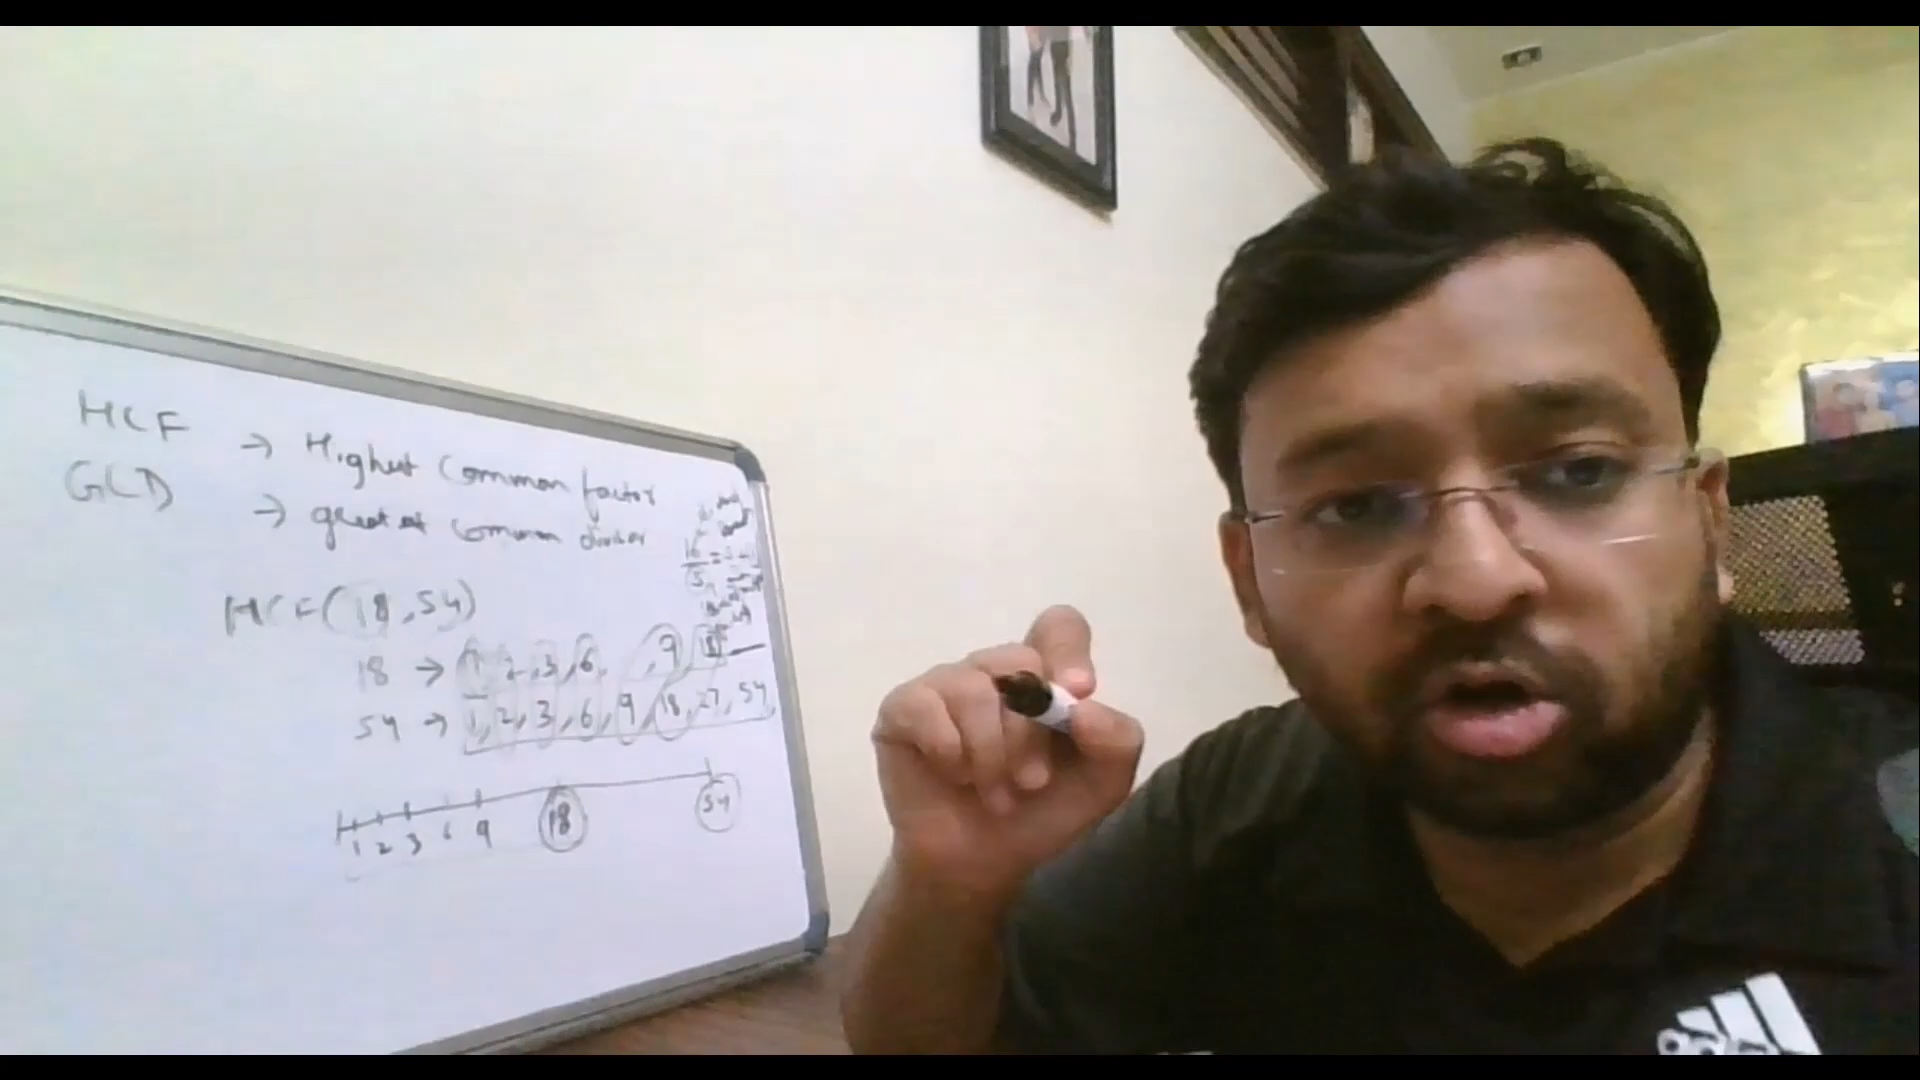 HCF → Highest Common factor
GCD → greatest common divisor
HCF(18,54)
18 → 1 2,3,6, ,9, 18
54 → 1,2,3,6,9,18,27,54,
1 2 3 6 9 18 54
16